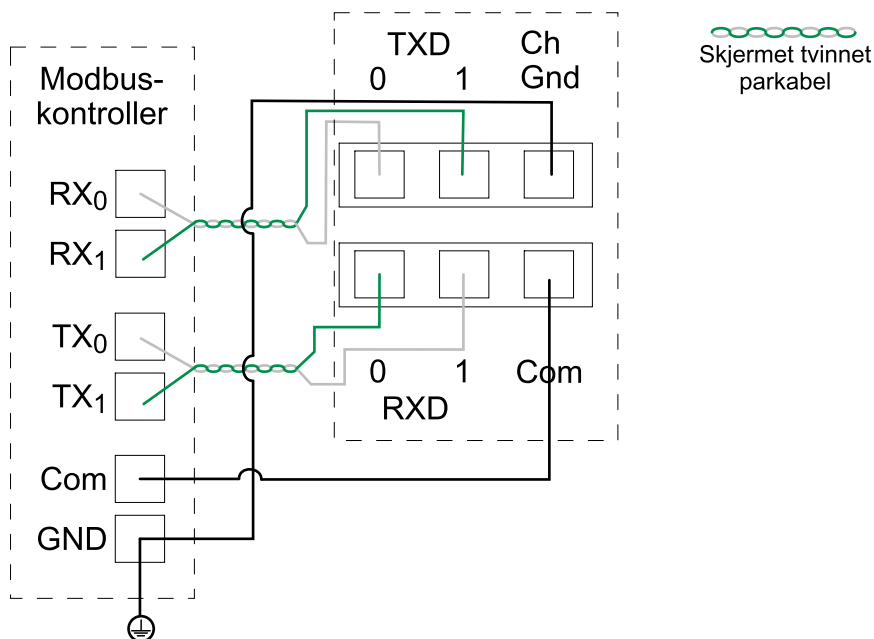 Modbus-
kontroller
RX0
RX1
TX0
TX1
Com
GND
TXD
Ch
0
1
Gnd
0
1
Com
RXD
Skjermet tvinnet
parkabel